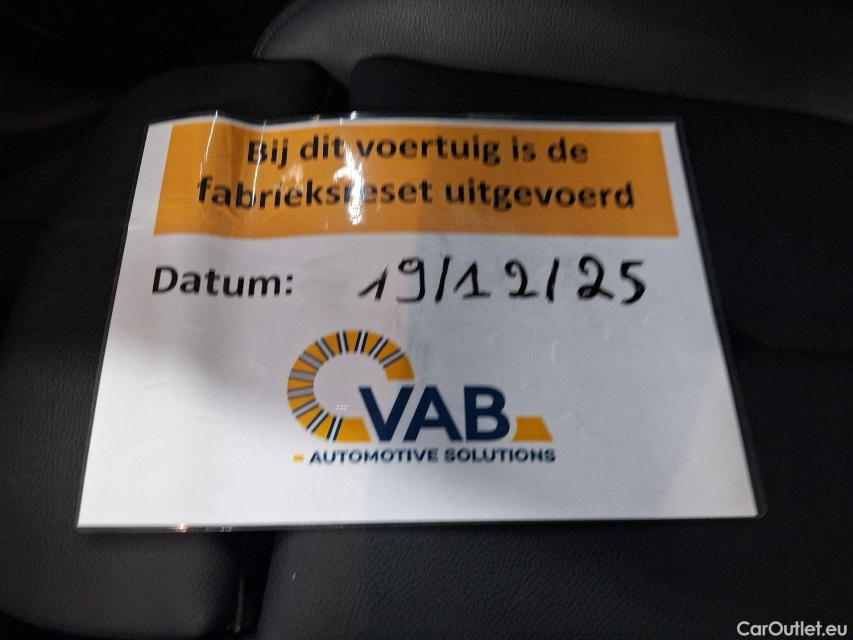 Bij dit voertuig is de
fabrieksreset uitgevoerd
Datum: 19/12/25
VAB
AUTOMOTIVE SOLUTIONS
CarOutlet.eu